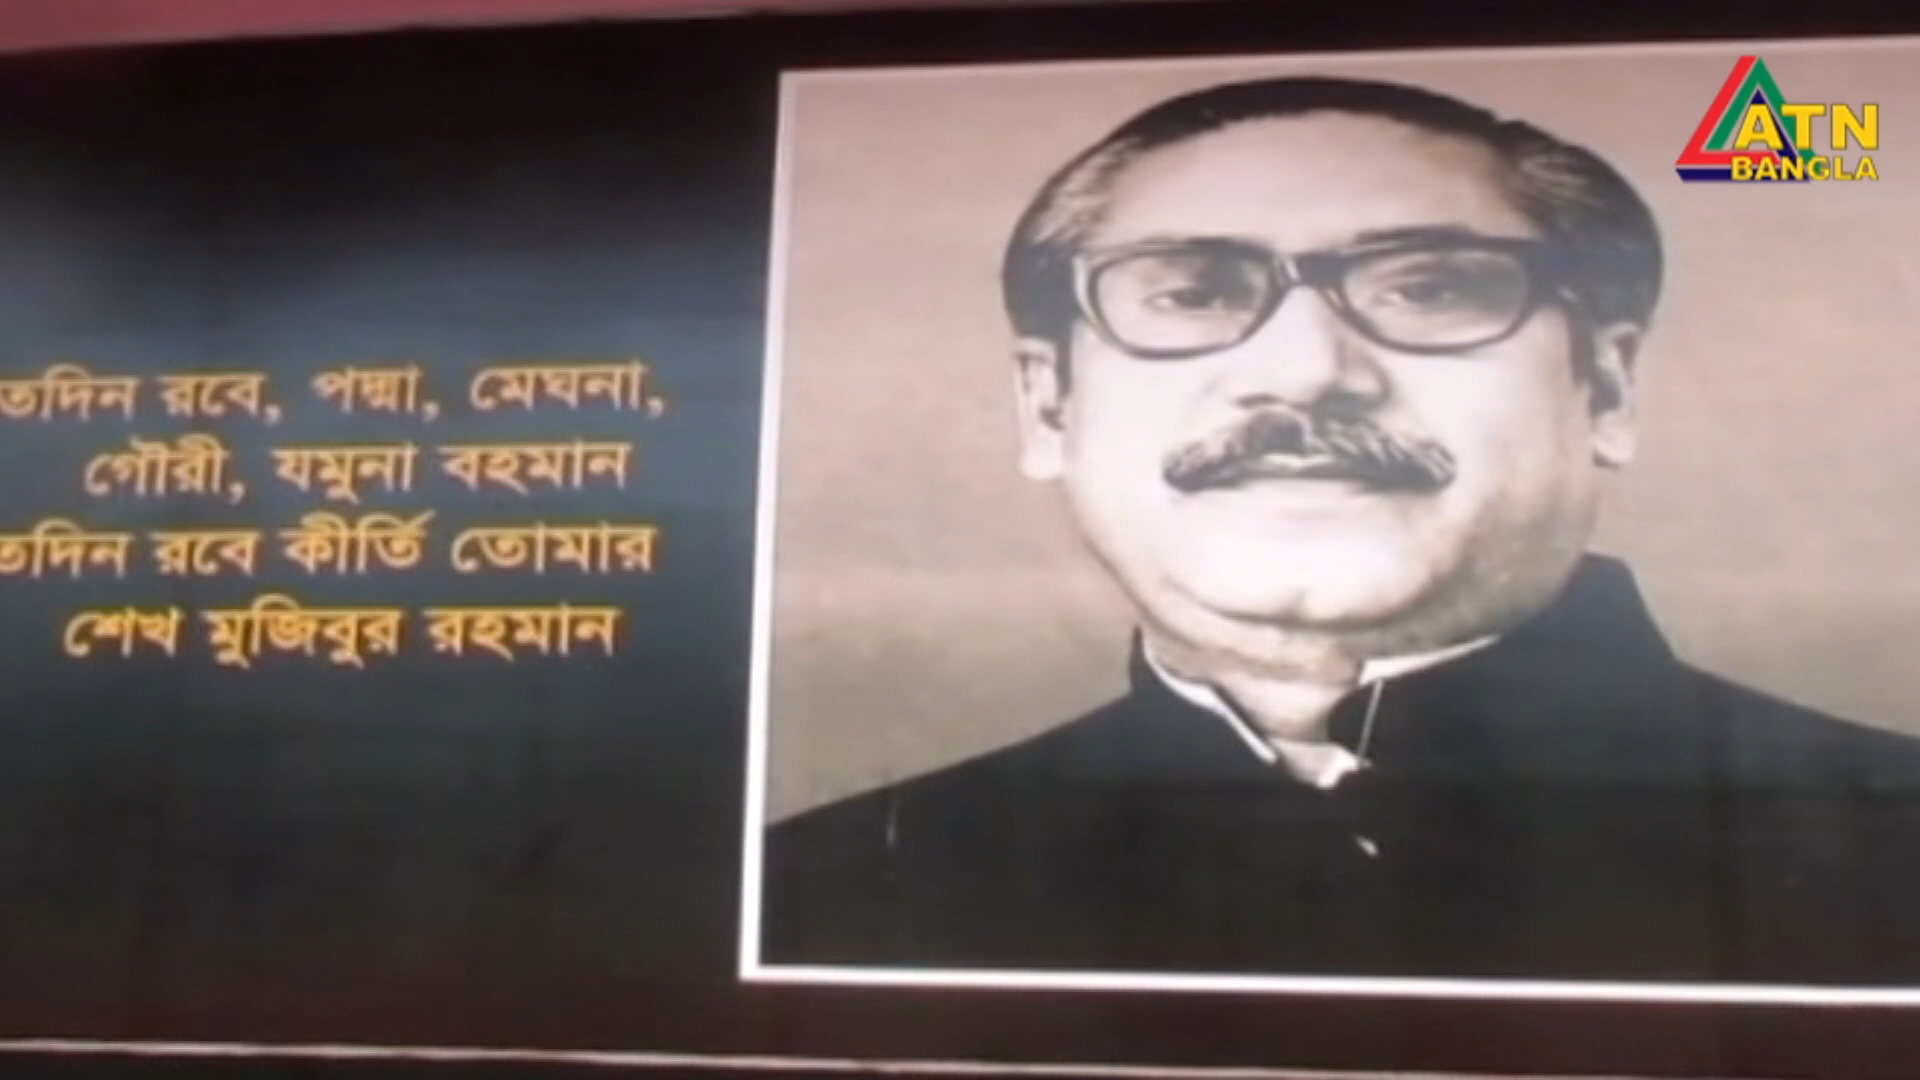 ATN
BANGLA
তদিন রবে, পদ্মা, মেঘনা,
গৌরী, যমুনা বহমান
তদিন রবে কীর্তি তোমার
শেখ মুজিবুর রহমান